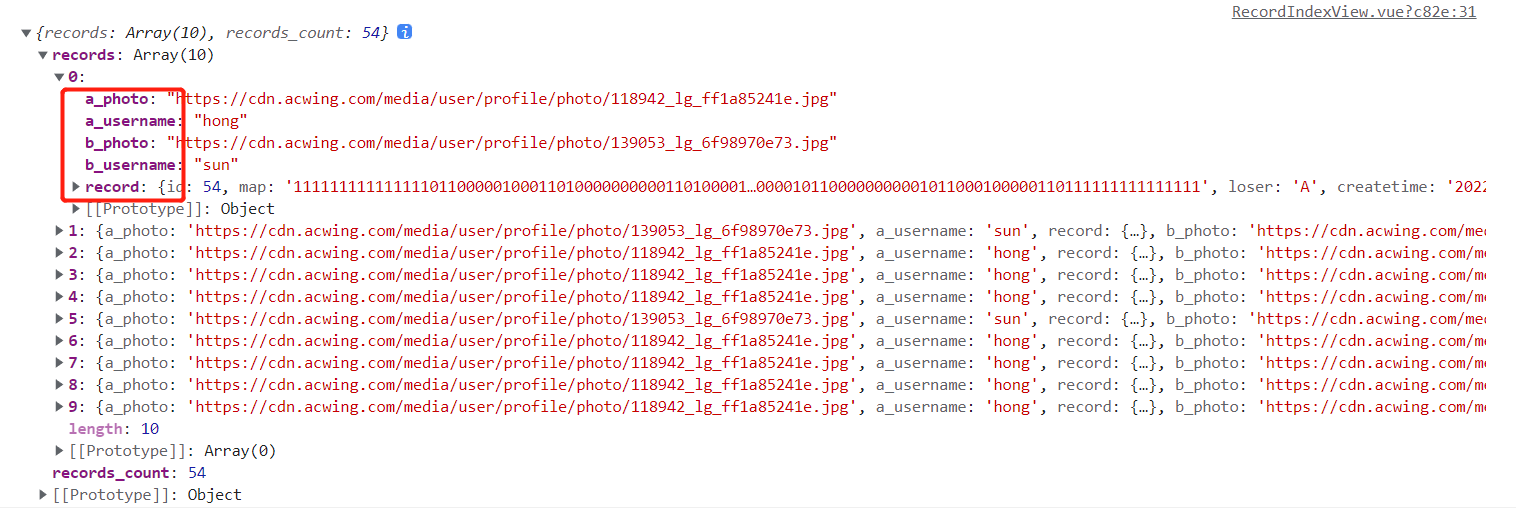 RecordIndexView.vue?c82e:31
▼{records: Array(10), records_count: 54} i
▼records: Array(10)
▼0:
a_photo: "https://cdn.acwing.com/media/user/profile/photo/118942_lg_ff1a85241e.jpg"
a_username: "hong"
b_photo: "https://cdn.acwing.com/media/user/profile/photo/139053_lg_6f98970e73.jpg"
b_username: "sun"
▶record: {id: 54, map: '11111111111111101100000100011010000000000110100001…0000101100000000001011000100000110111111111111111', loser: 'A', createtime: '2022
▶[[Prototype]]: Object
▶1: {a_photo: 'https://cdn.acwing.com/media/user/profile/photo/139053_lg_6f98970e73.jpg', a_username: 'sun', record: {…}, b_photo: 'https://cdn.acwing.com/med
▶2: {a_photo: 'https://cdn.acwing.com/media/user/profile/photo/118942_lg_ff1a85241e.jpg', a_username: 'hong', record: {…}, b_photo: 'https://cdn.acwing.com/m
▶3: {a_photo: 'https://cdn.acwing.com/media/user/profile/photo/118942_lg_ff1a85241e.jpg', a_username: 'hong', record: {…}, b_photo: 'https://cdn.acwing.com/m
▶4: {a_photo: 'https://cdn.acwing.com/media/user/profile/photo/118942_lg_ff1a85241e.jpg', a_username: 'hong', record: {…}, b_photo: 'https://cdn.acwing.com/m
▶5: {a_photo: 'https://cdn.acwing.com/media/user/profile/photo/139053_lg_6f98970e73.jpg', a_username: 'sun', record: {…}, b_photo: 'https://cdn.acwing.com/me
▶6: {a_photo: 'https://cdn.acwing.com/media/user/profile/photo/118942_lg_ff1a85241e.jpg', a_username: 'hong', record: {…}, b_photo: 'https://cdn.acwing.com/m
▶7: {a_photo: 'https://cdn.acwing.com/media/user/profile/photo/118942_lg_ff1a85241e.jpg', a_username: 'hong', record: {…}, b_photo: 'https://cdn.acwing.com/m
▶8: {a_photo: 'https://cdn.acwing.com/media/user/profile/photo/118942_lg_ff1a85241e.jpg', a_username: 'hong', record: {…}, b_photo: 'https://cdn.acwing.com/m
▶9: {a_photo: 'https://cdn.acwing.com/media/user/profile/photo/118942_lg_ff1a85241e.jpg', a_username: 'hong', record: {…}, b_photo: 'https://cdn.acwing.com/m
length: 10
▶[[Prototype]]: Array(0)
records_count: 54
▶[[Prototype]]: Object